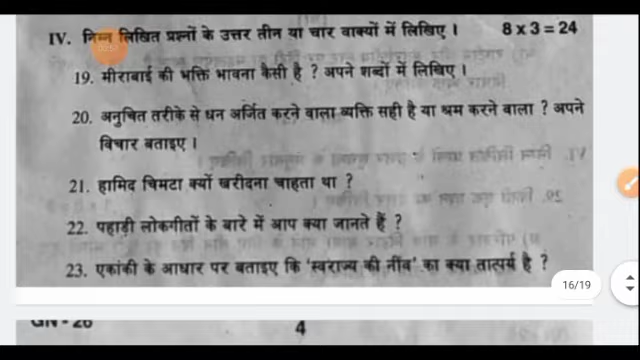 IV. निम्न लिखित प्रश्नों के उत्तर तीन या चार वाक्यों में लिखिए । 8 x 3 = 24
19. मीराबाई की भक्ति भावना कैसी है ? अपने शब्दों में लिखिए ।
20. अनुचित तरीके से धन अर्जित करने वाला व्यक्ति सही है या श्रम करने वाला ? अपने
विचार बताइए ।
21. हामिद चिमटा क्यों खरीदना चाहता था ?
22. पहाड़ी लोकगीतों के बारे में आप क्या जानते हैं ?
23. एकांकी के आधार पर बताइए कि 'स्वराज्य की नींव' का क्या तात्पर्य है ?
16/19
4